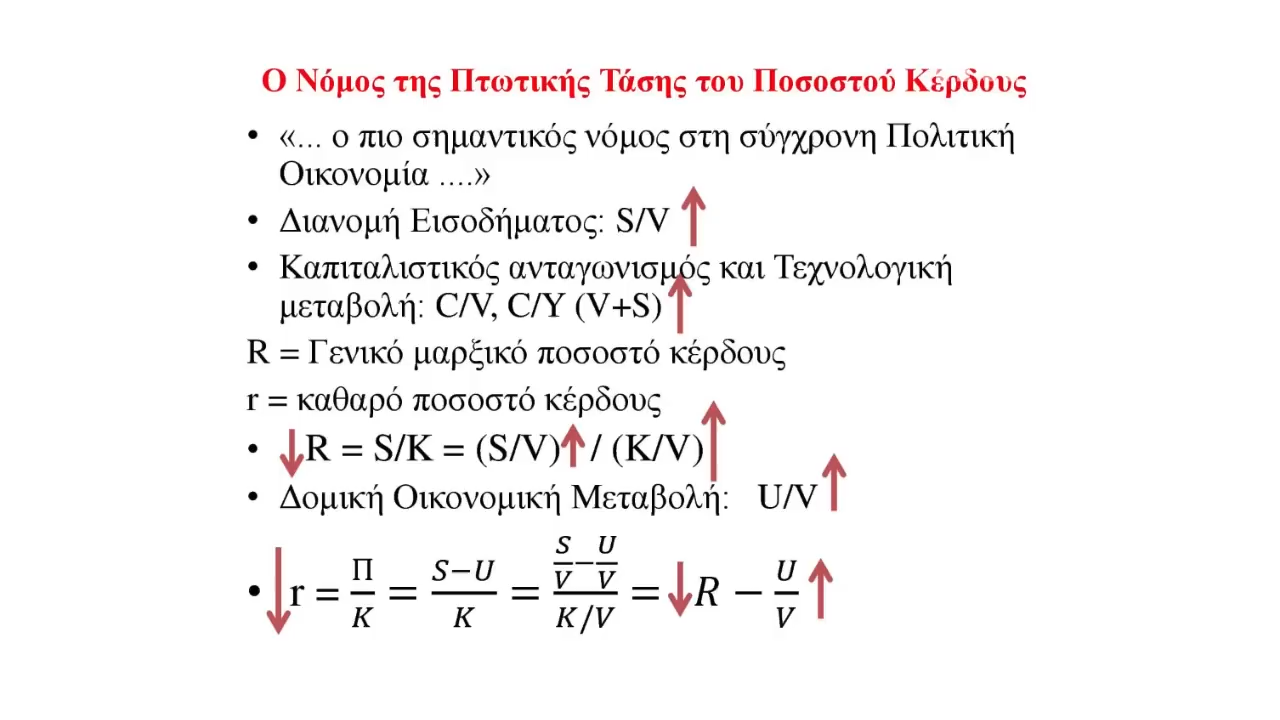 Ο Νόμος της Πτωτικής Τάσης του Ποσοστού Κέρδους
• «... ο πιο σημαντικός νόμος στη σύγχρονη Πολιτική
Οικονομία ....»
• Διανομή Εισοδήματος: S/V ↑
• Καπιταλιστικός ανταγωνισμός και Τεχνολογική
μεταβολή: C/V, C/Y (V+S) ↑
R = Γενικό μαρξικό ποσοστό κέρδους
r = καθαρό ποσοστό κέρδους
• ↓ R = S/K = (S/V) ↑ / (K/V) ↑
• Δομική Οικονομική Μεταβολή: U/V ↑
• ↓ r = Π/K = (S−U)/K = (S/V − U/V)/(K/V) = ↓ R − U/V ↑